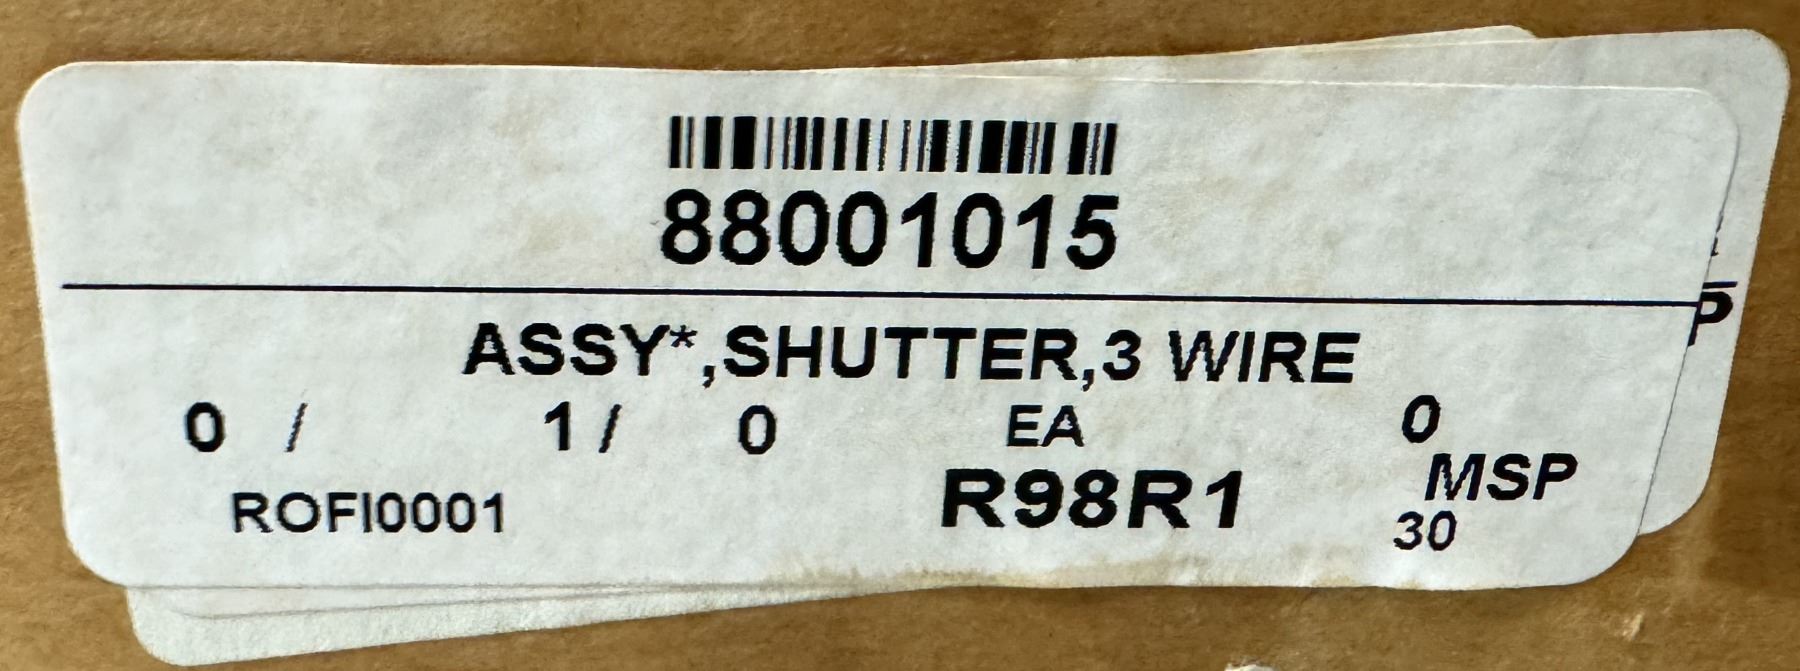 88001015
ASSY*,SHUTTER,3 WIRE
0 / 1 / 0 EA 0
ROFI0001 R98R1 MSP
30
P